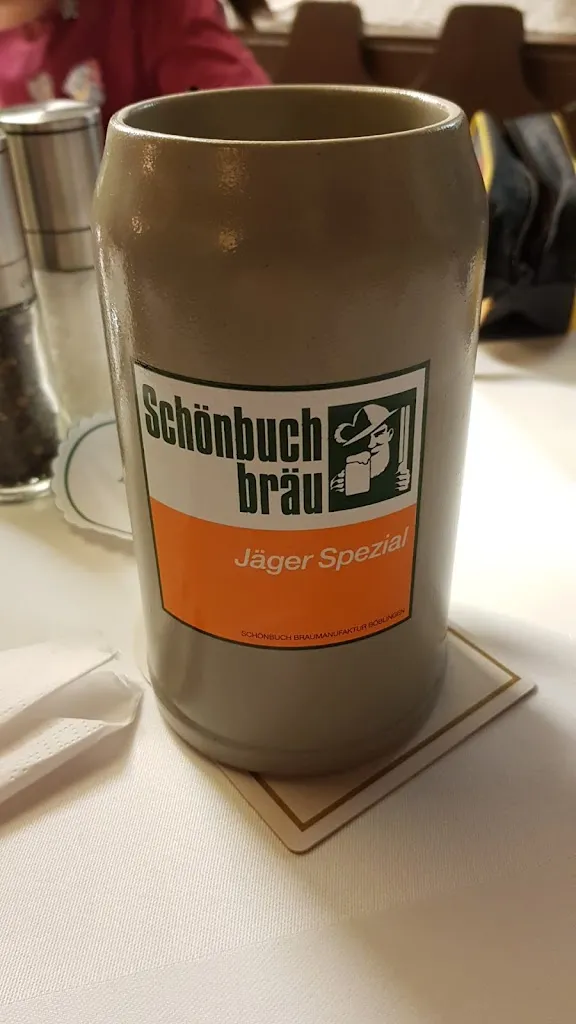 Schönbuch
bräu
Jäger Spezial
SCHÖNBUCH BRAUMANUFAKTUR BÖBLINGEN